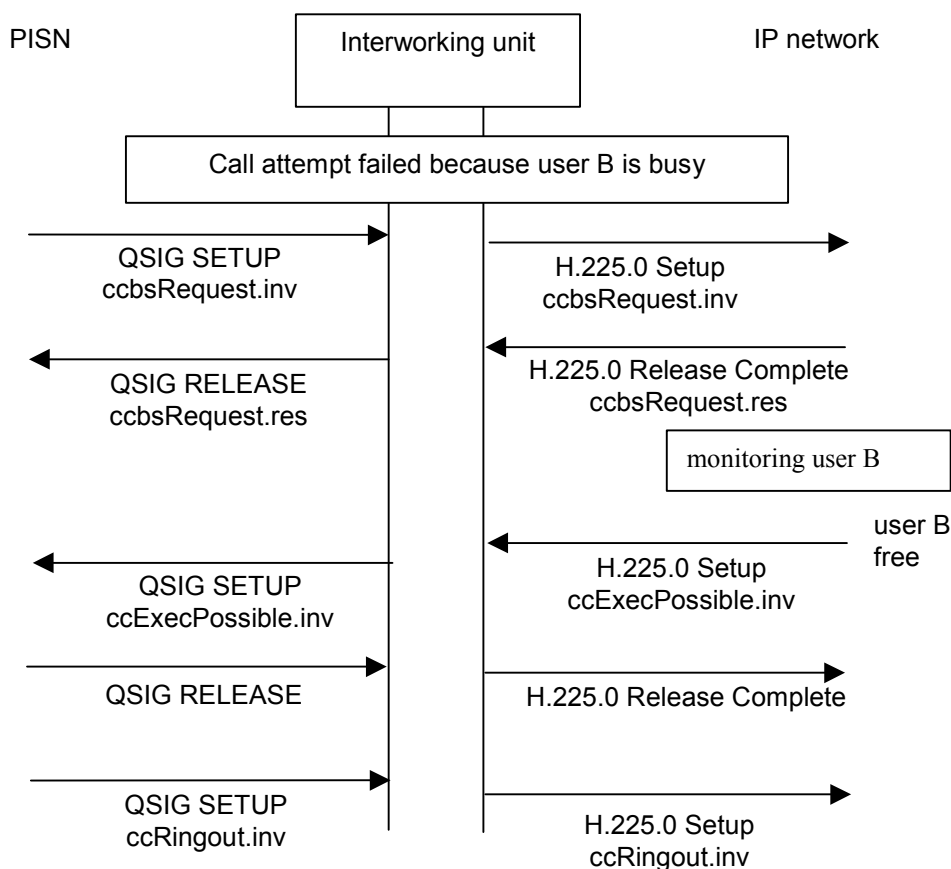 PISN
Interworking unit
IP network
Call attempt failed because user B is busy
QSIG SETUP
ccbsRequest.inv
H.225.0 Setup
ccbsRequest.inv
QSIG RELEASE
ccbsRequest.res
H.225.0 Release Complete
ccbsRequest.res
monitoring user B
user B
free
QSIG SETUP
ccExecPossible.inv
H.225.0 Setup
ccExecPossible.inv
QSIG RELEASE
H.225.0 Release Complete
QSIG SETUP
ccRingout.inv
H.225.0 Setup
ccRingout.inv